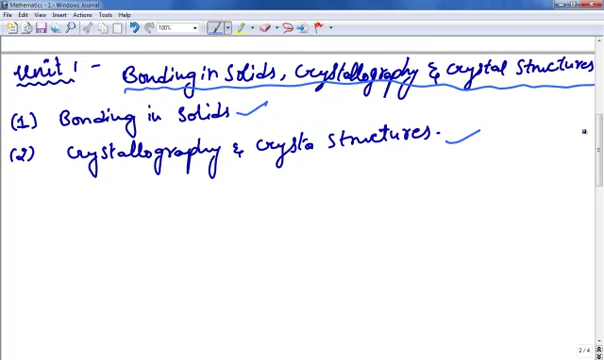 Mathematics - 1 - Windows Journal
File Edit View Insert Actions Tools Help
100%
Unit 1 - Bonding in Solids, Crystallography & Crystal Structures
(1) Bonding in Solids
(2) Crystallography & Crysta Structures.
2 / 4